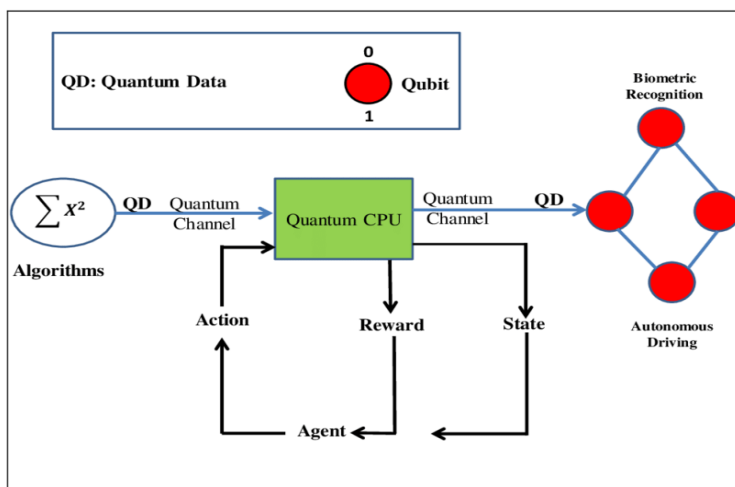 0
QD: Quantum Data
Qubit
1
Biometric
Recognition
∑ X²
QD
Quantum
Channel
Quantum CPU
Quantum
Channel
QD
Algorithms
Action
Reward
State
Autonomous
Driving
Agent